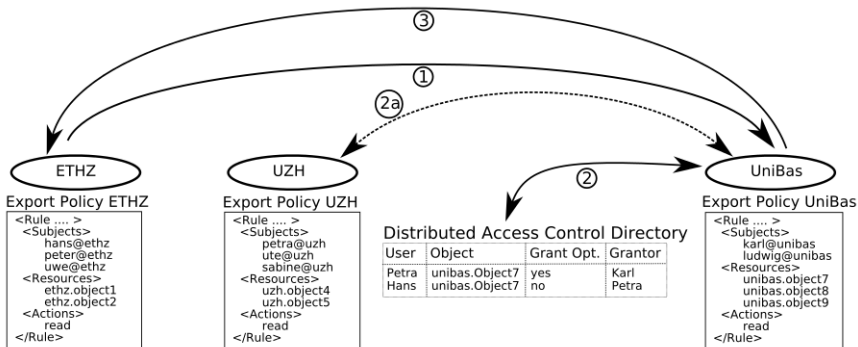 3
1
2a
ETHZ
UZH
2
UniBas
Export Policy ETHZ
<Rule .... >
<Subjects>
hans@ethz
peter@ethz
uwe@ethz
<Resources>
ethz.object1
ethz.object2
<Actions>
read
</Rule>
Export Policy UZH
<Rule .... >
<Subjects>
petra@uzh
ute@uzh
sabine@uzh
<Resources>
uzh.object4
uzh.object5
<Actions>
read
</Rule>
Distributed Access Control Directory
User Object Grant Opt. Grantor
Petra unibas.Object7 yes Karl
Hans unibas.Object7 no Petra
Export Policy UniBas
<Rule .... >
<Subjects>
karl@unibas
ludwig@unibas
<Resources>
unibas.object7
unibas.object8
unibas.object9
<Actions>
read
</Rule>